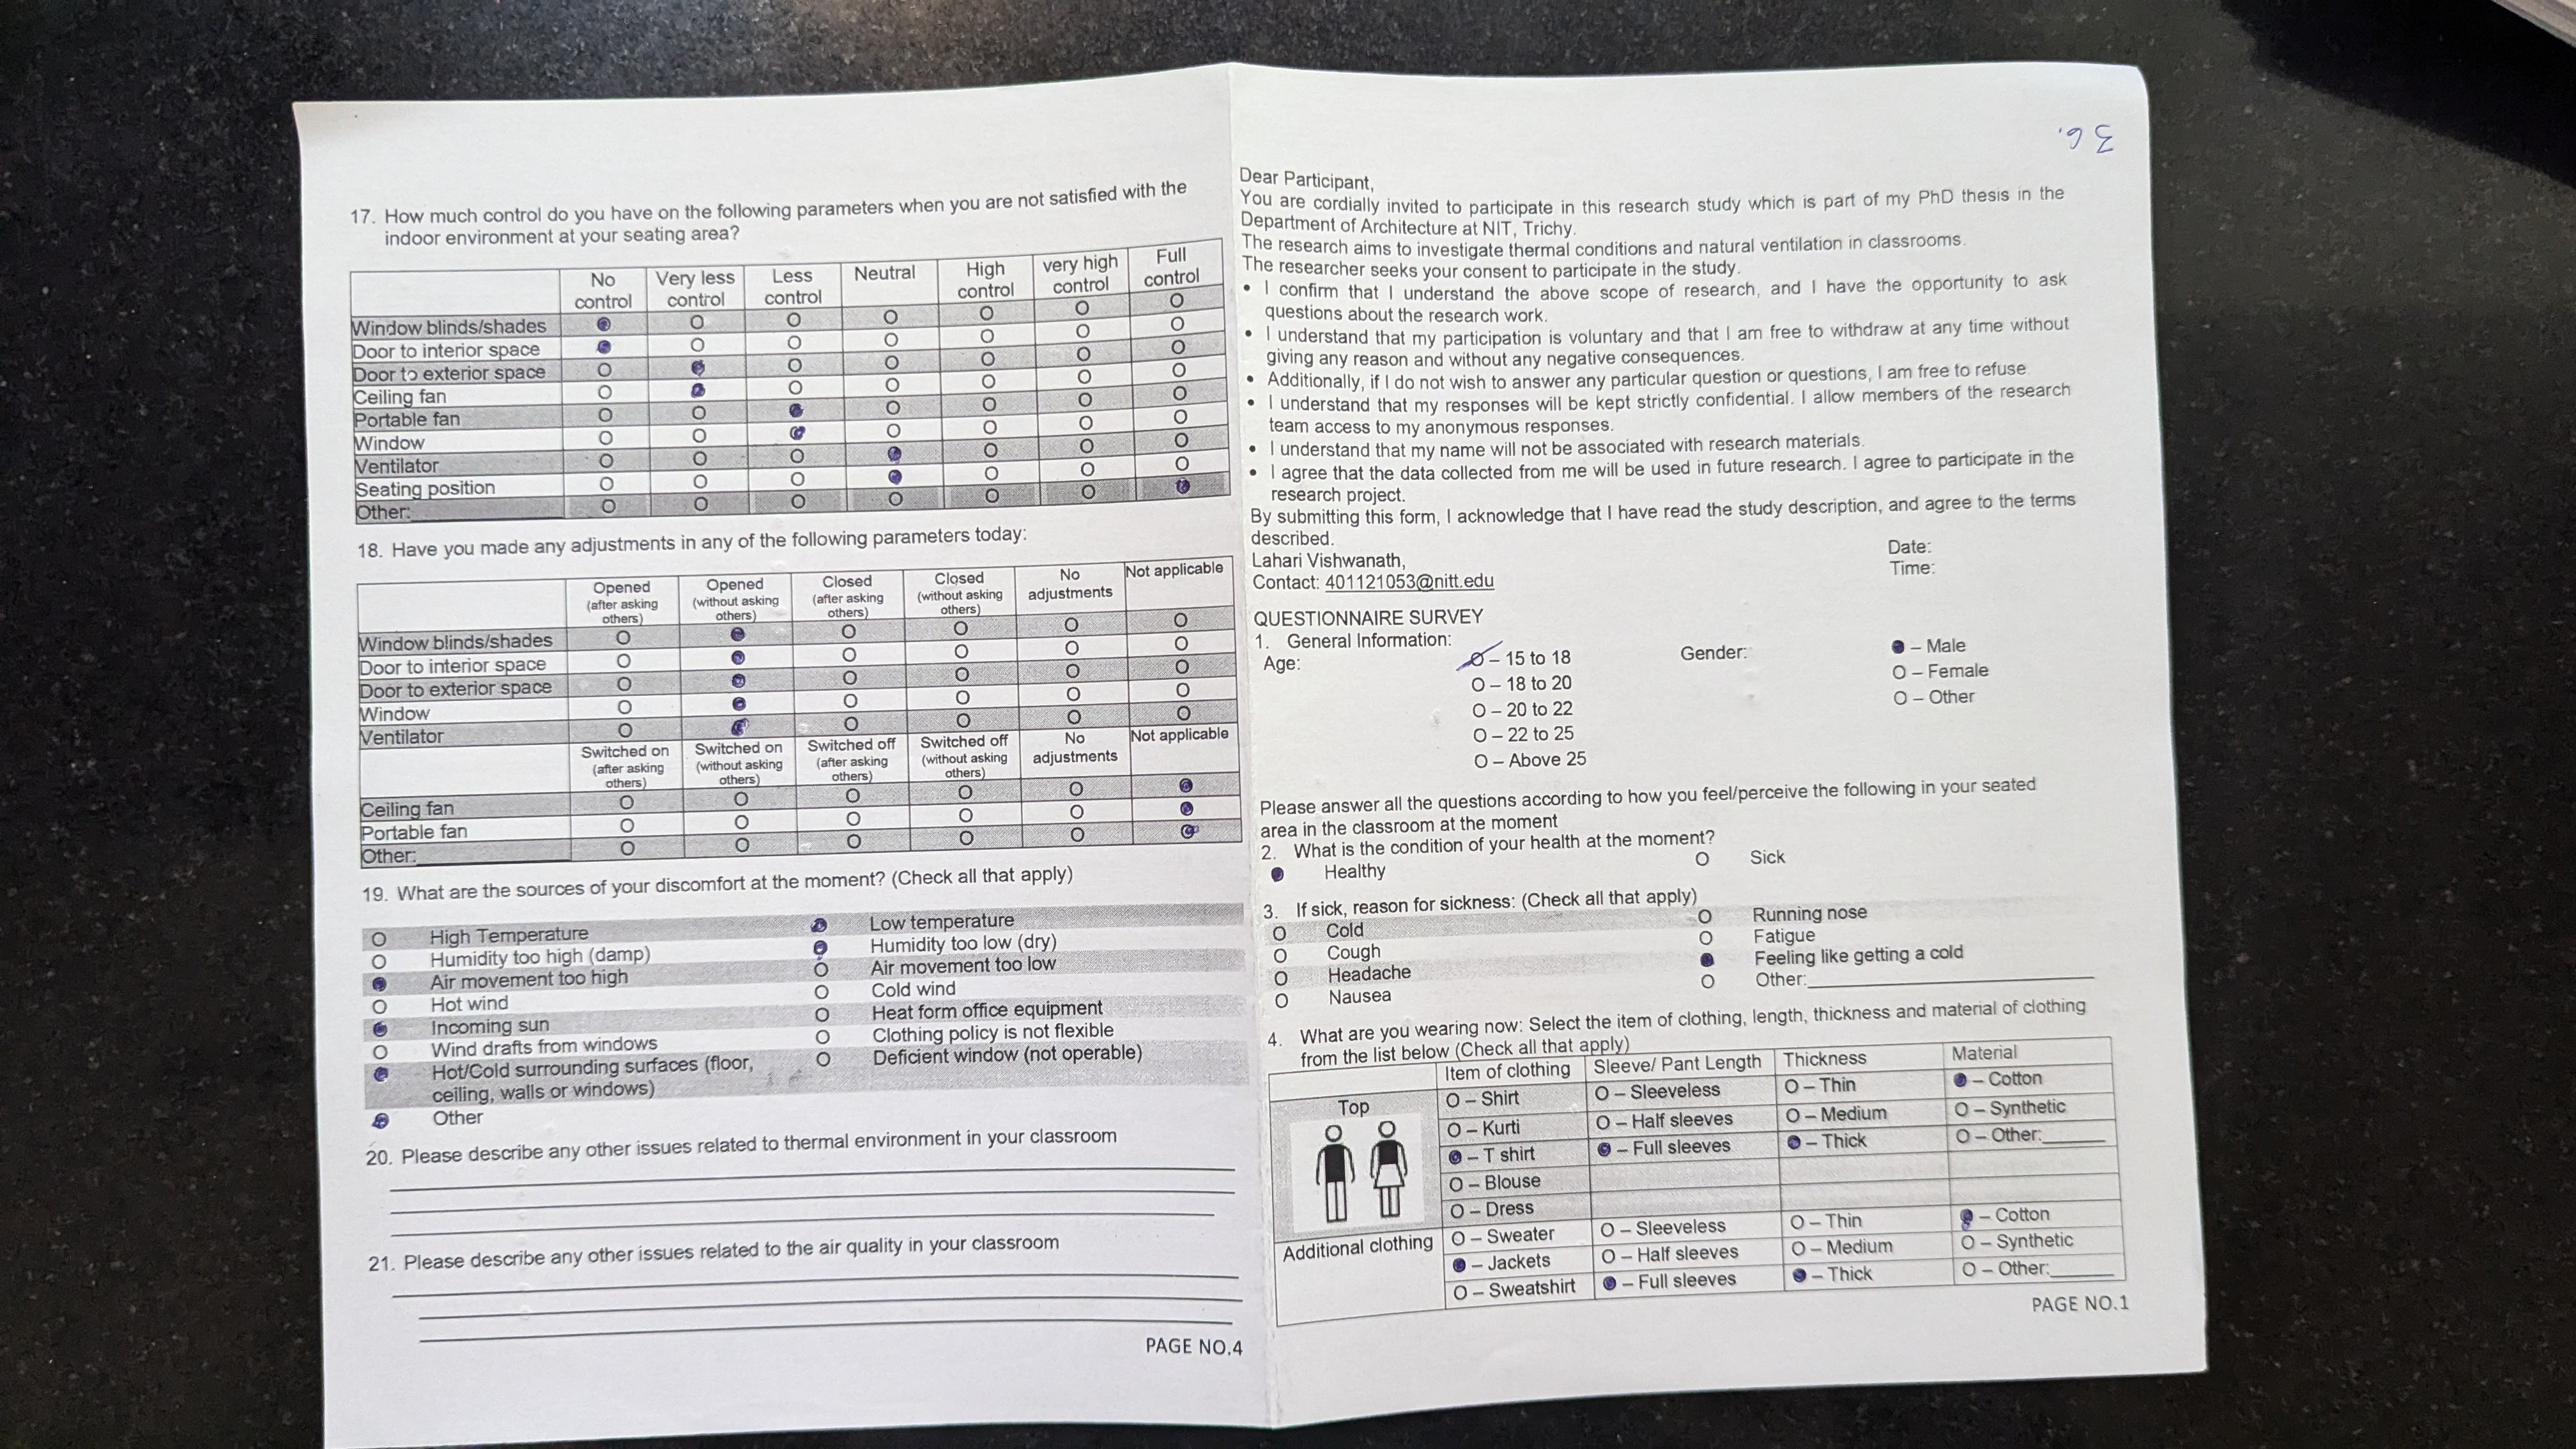 17. How much control do you have on the following parameters when you are not satisfied with the
indoor environment at your seating area?
No control Very less control Less control Neutral High control very high control Full control
Window blinds/shades
Door to interior space
Door to exterior space
Ceiling fan
Portable fan
Window
Ventilator
Seating position
Other:
18. Have you made any adjustments in any of the following parameters today:
Opened (after asking others) Opened (without asking others) Closed (after asking others) Closed (without asking others) No adjustments Not applicable
Window blinds/shades
Door to interior space
Door to exterior space
Window
Ventilator
Switched on (after asking others) Switched on (without asking others) Switched off (after asking others) Switched off (without asking others) No adjustments Not applicable
Ceiling fan
Portable fan
Other:
19. What are the sources of your discomfort at the moment? (Check all that apply)
High Temperature Low temperature
Humidity too high (damp) Humidity too low (dry)
Air movement too high Air movement too low
Hot wind Cold wind
Incoming sun Heat form office equipment
Wind drafts from windows Clothing policy is not flexible
Hot/Cold surrounding surfaces (floor, Deficient window (not operable)
ceiling, walls or windows)
Other
20. Please describe any other issues related to thermal environment in your classroom
21. Please describe any other issues related to the air quality in your classroom
PAGE NO.4
36.
Dear Participant,
You are cordially invited to participate in this research study which is part of my PhD thesis in the
Department of Architecture at NIT, Trichy.
The research aims to investigate thermal conditions and natural ventilation in classrooms.
The researcher seeks your consent to participate in the study.
• I confirm that I understand the above scope of research, and I have the opportunity to ask
questions about the research work.
• I understand that my participation is voluntary and that I am free to withdraw at any time without
giving any reason and without any negative consequences.
• Additionally, if I do not wish to answer any particular question or questions, I am free to refuse.
• I understand that my responses will be kept strictly confidential. I allow members of the research
team access to my anonymous responses.
• I understand that my name will not be associated with research materials.
• I agree that the data collected from me will be used in future research. I agree to participate in the
research project.
By submitting this form, I acknowledge that I have read the study description, and agree to the terms
described.
Lahari Vishwanath, Date:
Contact: 401121053@nitt.edu Time:
QUESTIONNAIRE SURVEY
1. General Information:
Age: – 15 to 18 Gender: – Male
O – 18 to 20 O – Female
O – 20 to 22 O – Other
O – 22 to 25
O – Above 25
Please answer all the questions according to how you feel/perceive the following in your seated
area in the classroom at the moment
2. What is the condition of your health at the moment?
Healthy O Sick
3. If sick, reason for sickness: (Check all that apply)
O Cold O Running nose
O Cough O Fatigue
O Headache Feeling like getting a cold
O Nausea O Other:
4. What are you wearing now: Select the item of clothing, length, thickness and material of clothing
from the list below (Check all that apply)
Item of clothing Sleeve/ Pant Length Thickness Material
Top O – Shirt O – Sleeveless O – Thin – Cotton
O – Kurti O – Half sleeves O – Medium O – Synthetic
– T shirt – Full sleeves – Thick O – Other:
O – Blouse
O – Dress
Additional clothing O – Sweater O – Sleeveless O – Thin – Cotton
– Jackets O – Half sleeves O – Medium O – Synthetic
O – Sweatshirt – Full sleeves – Thick O – Other:
PAGE NO.1